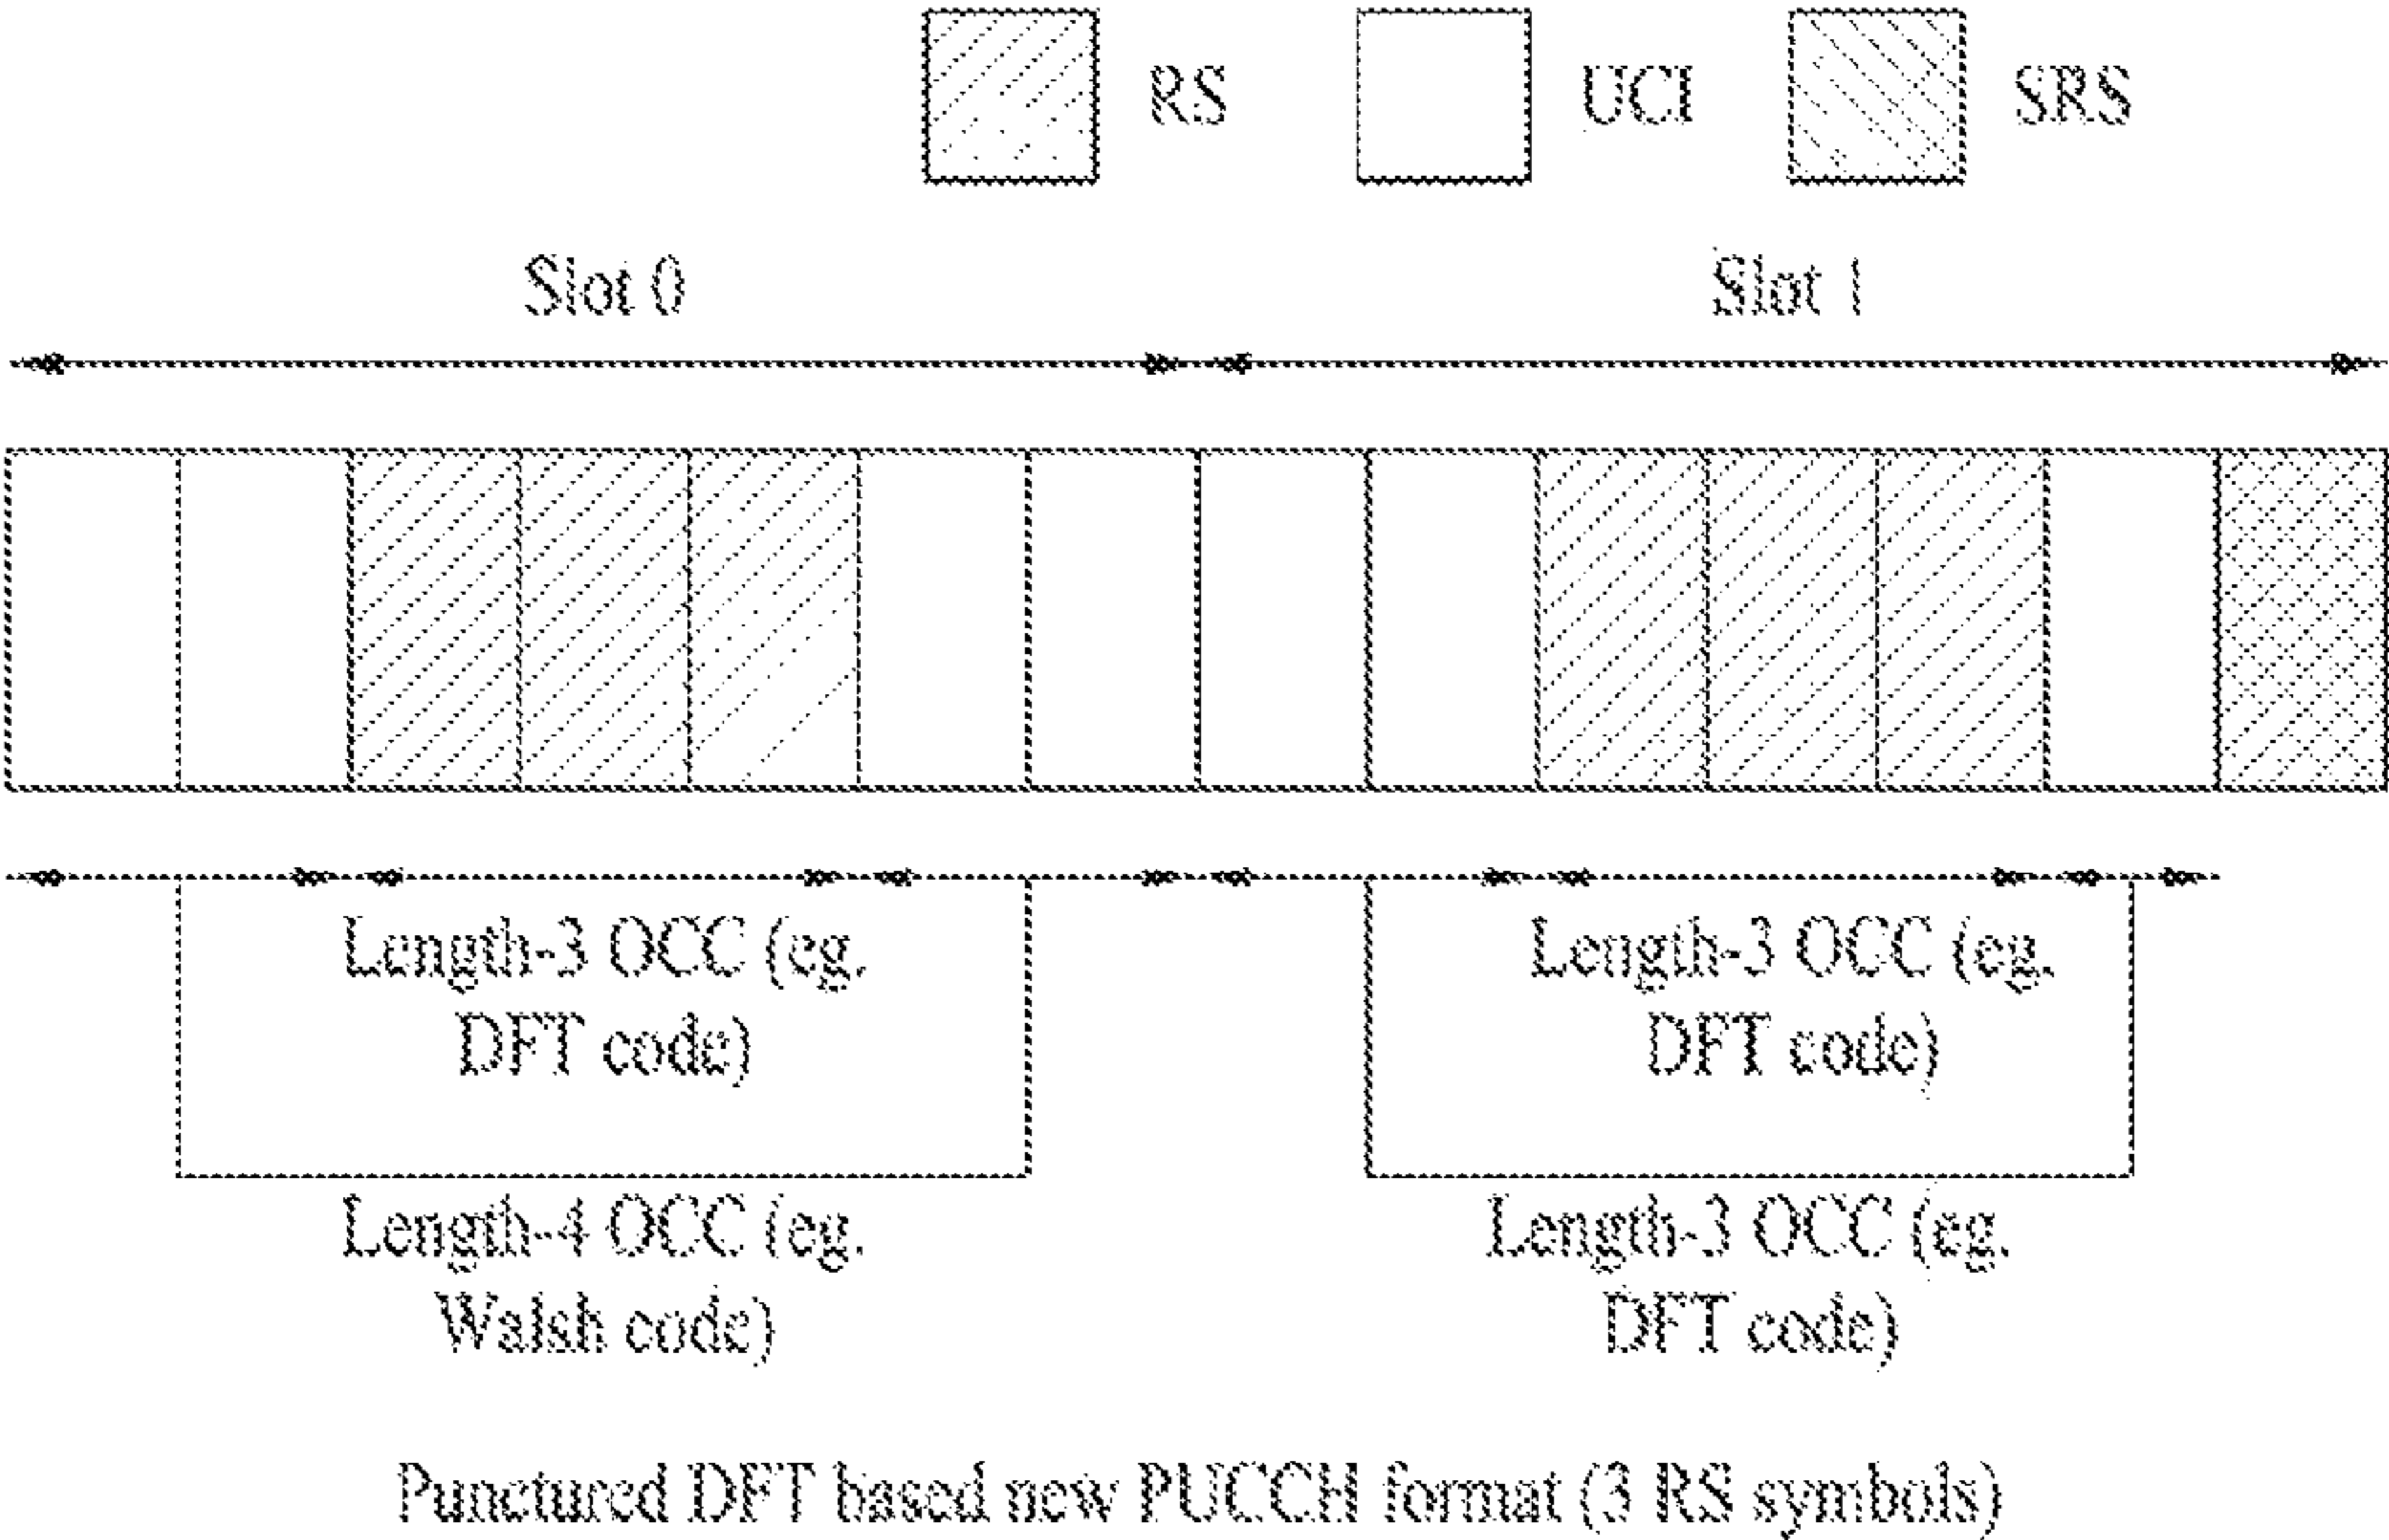 RS UCI SRS
Slot 0 Slot 1
Length-3 OCC (eg. Length-3 OCC (eg.
DFT code) DFT code)
Length-4 OCC (eg. Length-3 OCC (eg.
Walsh code) DFT code)
Punctured DFT based new PUCCH format (3 RS symbols)